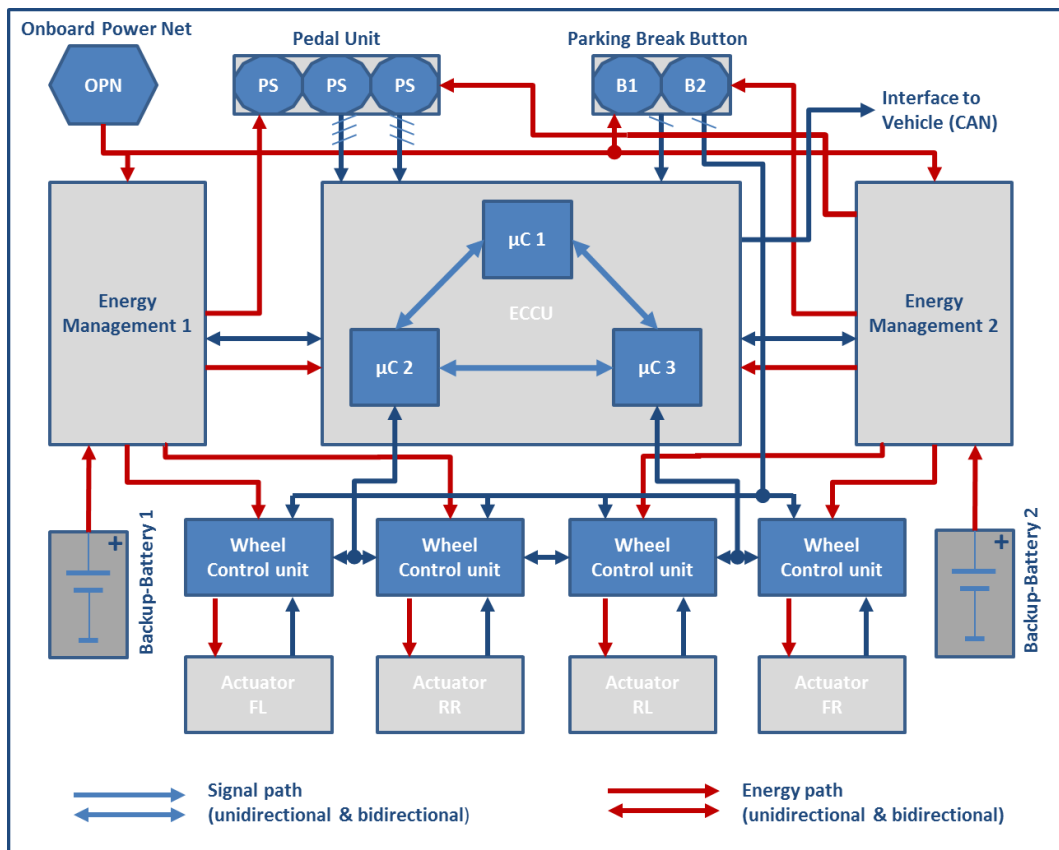 Onboard Power Net
Pedal Unit
Parking Break Button
OPN
PS
PS
PS
B1
B2
Interface to
Vehicle (CAN)
Energy
Management 1
µC 1
ECCU
µC 2
µC 3
Energy
Management 2
Backup-Battery 1
+
Wheel
Control unit
Wheel
Control unit
Wheel
Control unit
Wheel
Control unit
+
Backup-Battery 2
Actuator
FL
Actuator
RR
Actuator
RL
Actuator
FR
Signal path
(unidirectional & bidirectional)
Energy path
(unidirectional & bidirectional)